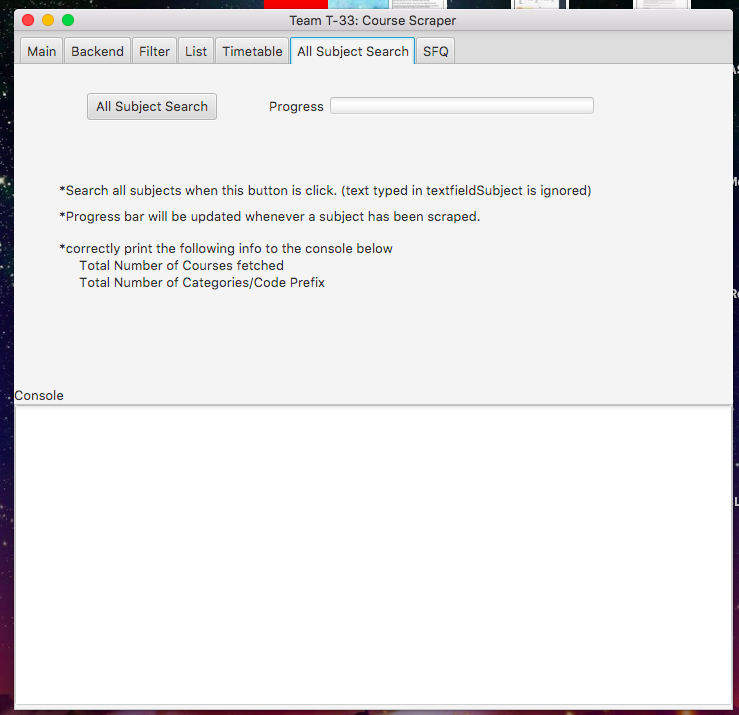 Team T-33: Course Scraper
Main Backend Filter List Timetable All Subject Search SFQ
All Subject Search Progress
*Search all subjects when this button is click. (text typed in textfieldSubject is ignored)
*Progress bar will be updated whenever a subject has been scraped.
*correctly print the following info to the console below
Total Number of Courses fetched
Total Number of Categories/Code Prefix
Console